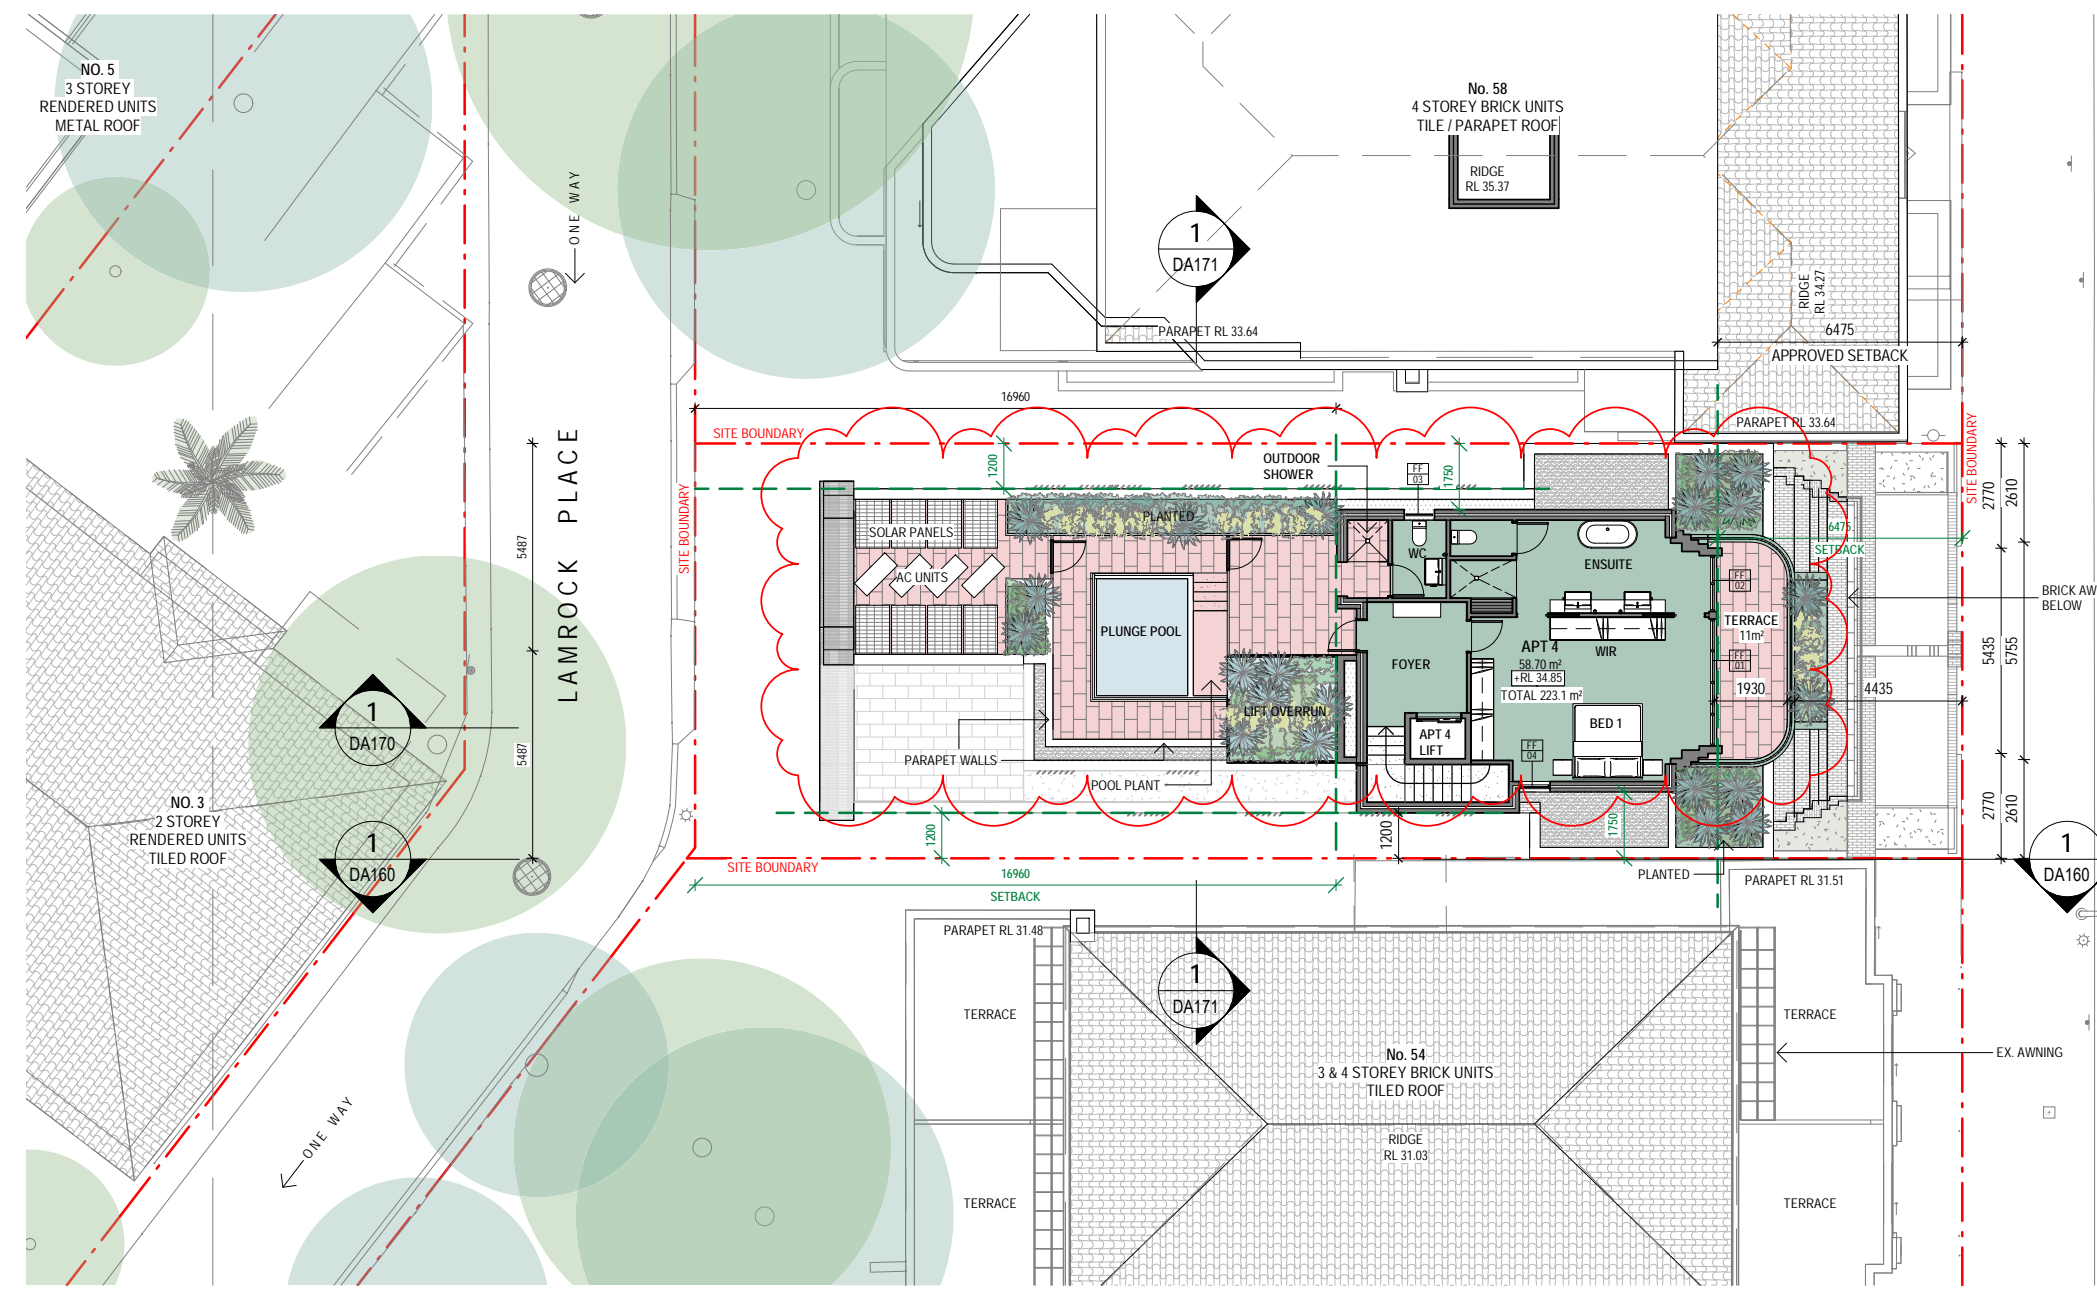 NO. 5
3 STOREY
RENDERED UNITS
METAL ROOF
ONE WAY
No. 58
4 STOREY BRICK UNITS
TILE / PARAPET ROOF
RIDGE
RL 35.37
1
DA171
RIDGE
RL 34.27
PARAPET RL 33.64
6475
APPROVED SETBACK
16960
PARAPET RL 33.64
SITE BOUNDARY
SITE BOUNDARY
LAMROCK PLACE
5487
5487
SITE BOUNDARY
1200
OUTDOOR
SHOWER
FF
03
1750
2770
2610
PLANTED
SOLAR PANELS
WC
ENSUITE
6475
SETBACK
AC UNITS
FF
02
BRICK AW
BELOW
PLUNGE POOL
TERRACE
11m²
APT 4
58.70 m²
+RL 34.85
TOTAL 223.1 m²
WIR
FOYER
FF
01
5435
5755
1930
4435
LIFT OVERRUN
BED 1
APT 4
LIFT
FF
04
1
DA170
PARAPET WALLS
POOL PLANT
NO. 3
2 STOREY
RENDERED UNITS
TILED ROOF
1
DA160
1200
1200
1750
2770
2610
SITE BOUNDARY
16960
SETBACK
PLANTED
PARAPET RL 31.51
1
DA160
PARAPET RL 31.48
1
DA171
TERRACE
TERRACE
No. 54
3 & 4 STOREY BRICK UNITS
TILED ROOF
EX. AWNING
RIDGE
RL 31.03
ONE WAY
TERRACE
TERRACE